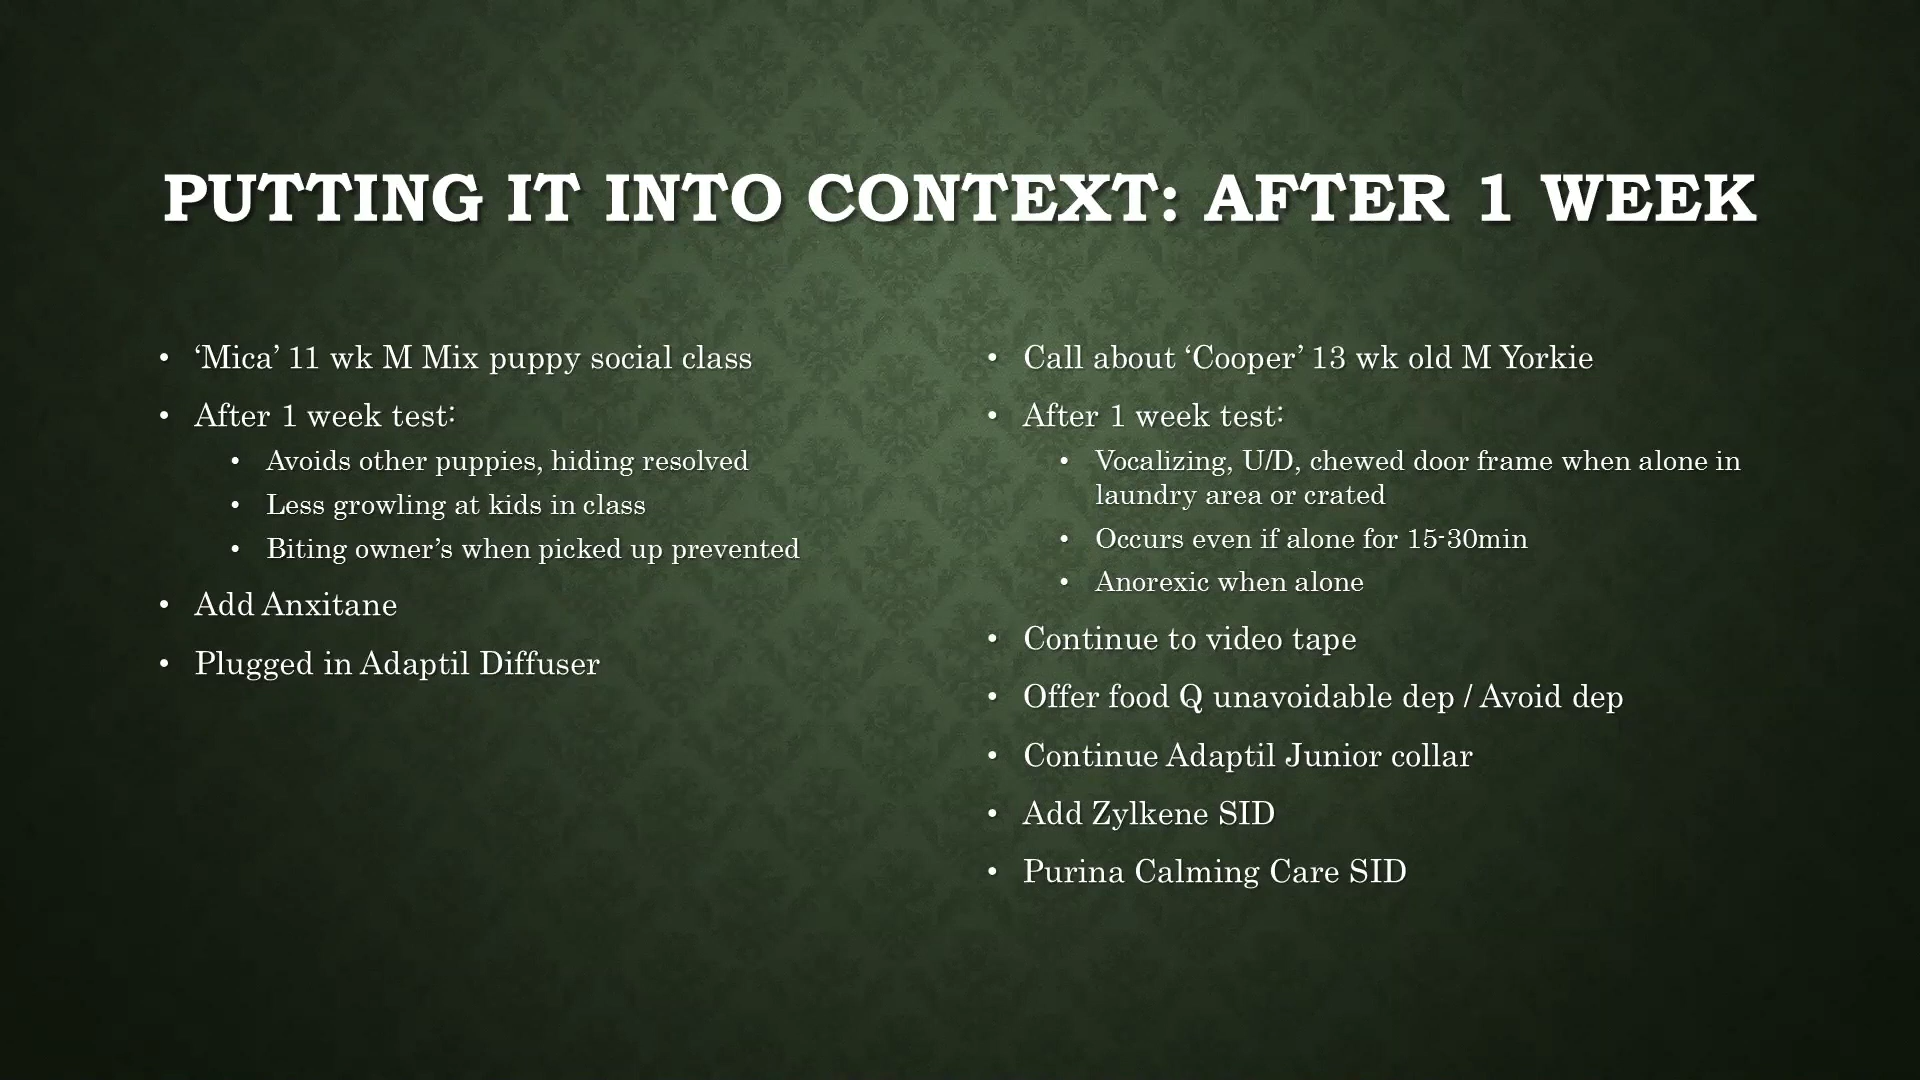 PUTTING IT INTO CONTEXT: AFTER 1 WEEK
• ‘Mica’ 11 wk M Mix puppy social class
• After 1 week test:
• Avoids other puppies, hiding resolved
• Less growling at kids in class
• Biting owner’s when picked up prevented
• Add Anxitane
• Plugged in Adaptil Diffuser
• Call about ‘Cooper’ 13 wk old M Yorkie
• After 1 week test:
• Vocalizing, U/D, chewed door frame when alone in
laundry area or crated
• Occurs even if alone for 15-30min
• Anorexic when alone
• Continue to video tape
• Offer food Q unavoidable dep / Avoid dep
• Continue Adaptil Junior collar
• Add Zylkene SID
• Purina Calming Care SID